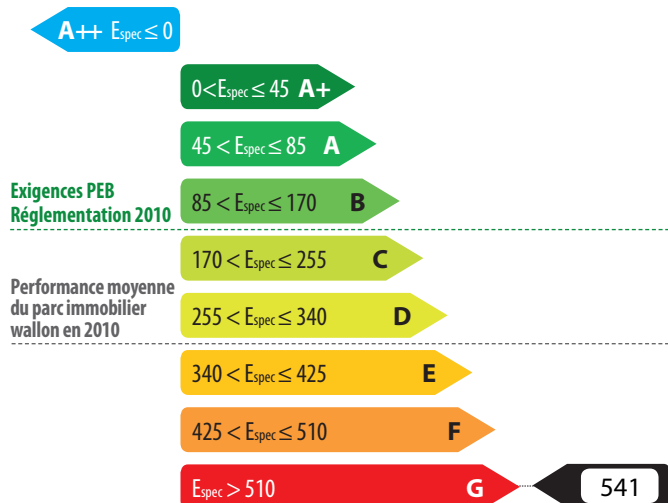 A++ Espec ≤ 0
0 < Espec ≤ 45 A+
45 < Espec ≤ 85 A
Exigences PEB
Réglementation 2010
85 < Espec ≤ 170 B
170 < Espec ≤ 255 C
Performance moyenne
du parc immobilier
wallon en 2010
255 < Espec ≤ 340 D
340 < Espec ≤ 425 E
425 < Espec ≤ 510 F
Espec > 510 G
541